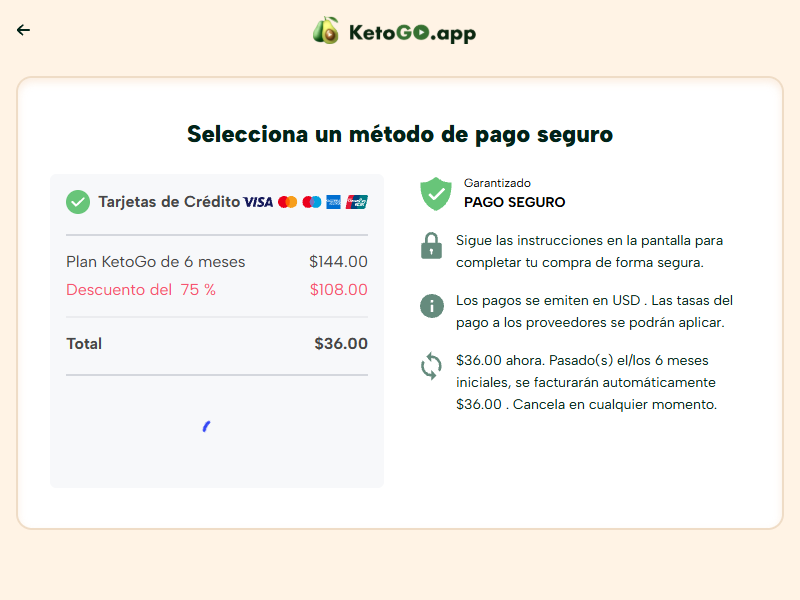 KetoGO.app
Selecciona un método de pago seguro
Tarjetas de Crédito VISA
Plan KetoGo de 6 meses $144.00
Descuento del 75 % $108.00
Total $36.00
Garantizado
PAGO SEGURO
Sigue las instrucciones en la pantalla para
completar tu compra de forma segura.
Los pagos se emiten en USD . Las tasas del
pago a los proveedores se podrán aplicar.
$36.00 ahora. Pasado(s) el/los 6 meses
iniciales, se facturarán automáticamente
$36.00 . Cancela en cualquier momento.